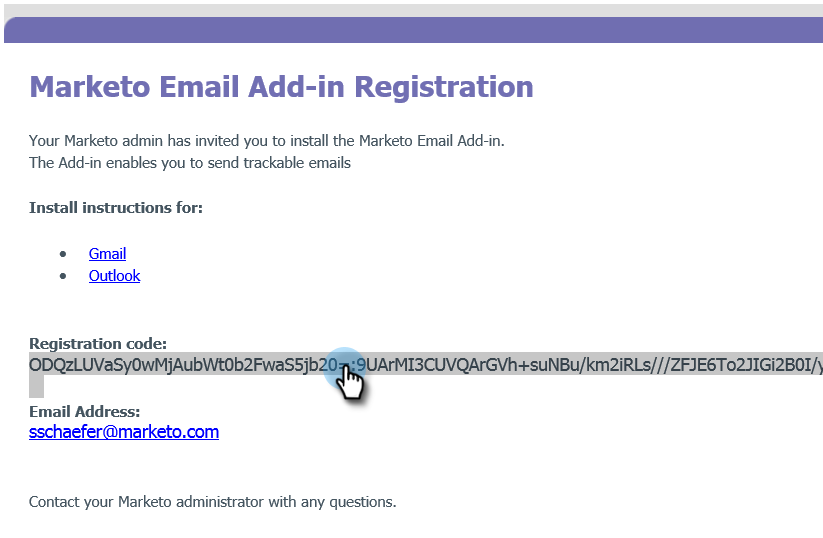 Marketo Email Add-in Registration
Your Marketo admin has invited you to install the Marketo Email Add-in.
The Add-in enables you to send trackable emails
Install instructions for:
• Gmail
• Outlook
Registration code:
ODQzLUVaSy0wMjAubWt0b2FwaS5jb20=:9UArMI3CUVQArGVh+suNBu/km2iRLs///ZFJE6To2JIGi2B0I/y
Email Address:
sschaefer@marketo.com
Contact your Marketo administrator with any questions.